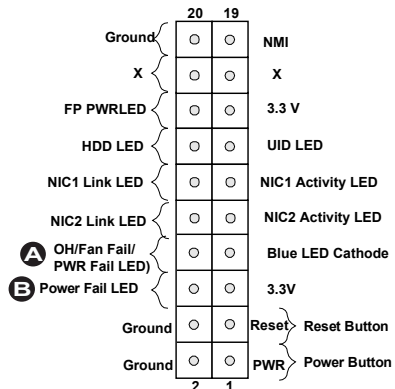 20 19
Ground NMI
X X
FP PWRLED 3.3 V
HDD LED UID LED
NIC1 Link LED NIC1 Activity LED
NIC2 Link LED NIC2 Activity LED
A OH/Fan Fail/
PWR Fail LED) Blue LED Cathode
B Power Fail LED 3.3V
Ground Reset Reset Button
Ground PWR Power Button
2 1